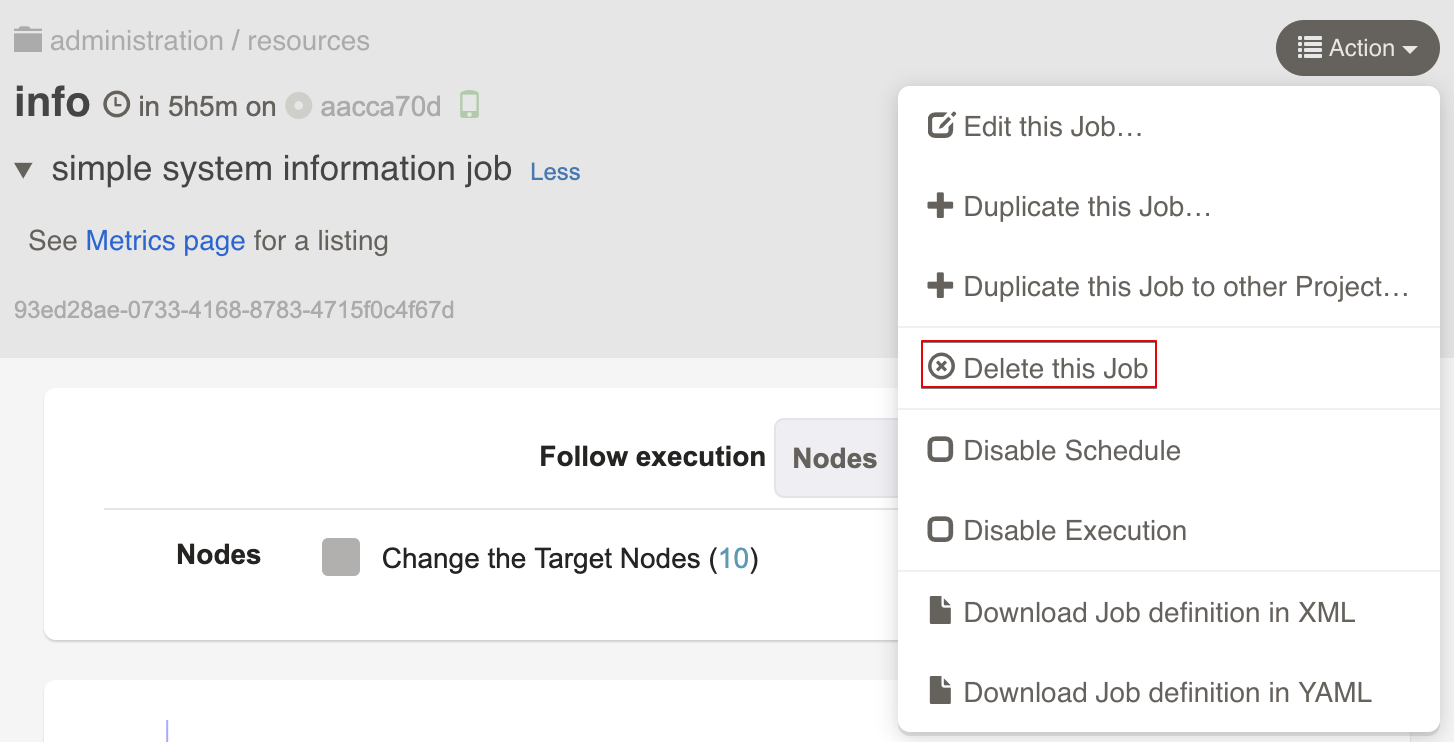 administration / resources
Action
info in 5h5m on aacca70d
simple system information job Less
See Metrics page for a listing
93ed28ae-0733-4168-8783-4715f0c4f67d
Edit this Job…
Duplicate this Job…
Duplicate this Job to other Project…
Delete this Job
Disable Schedule
Disable Execution
Download Job definition in XML
Download Job definition in YAML
Follow execution Nodes
Nodes Change the Target Nodes (10)